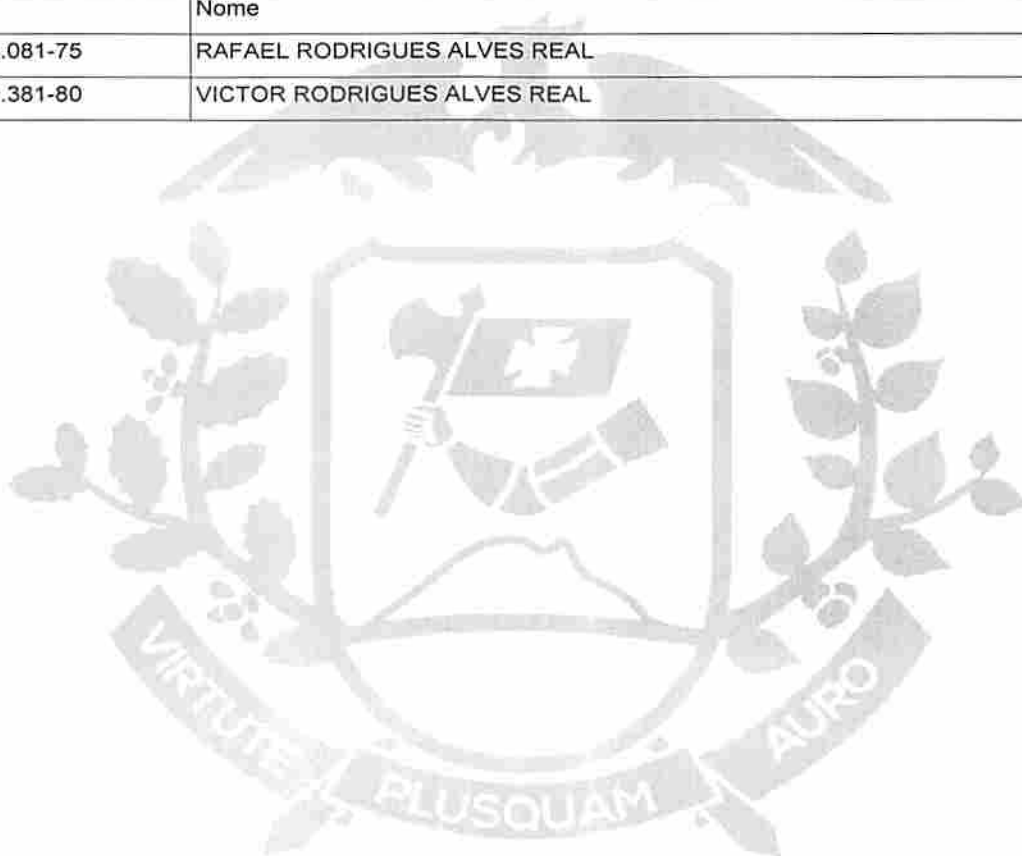 Nome
.081-75 RAFAEL RODRIGUES ALVES REAL
.381-80 VICTOR RODRIGUES ALVES REAL
VIRTUTE PLUSQUAM AURO